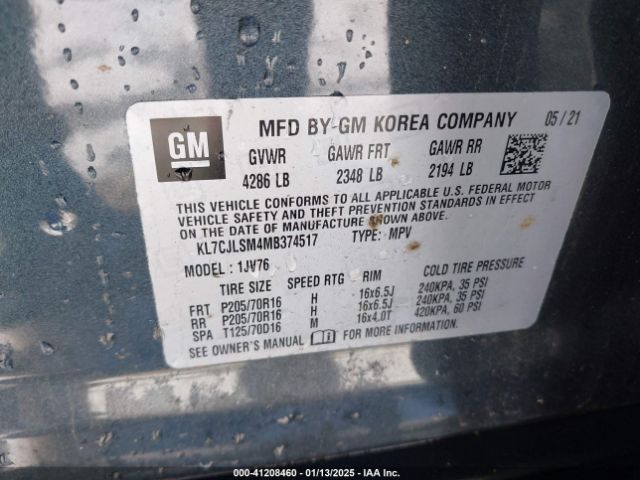 GM
MFD BY GM KOREA COMPANY 05/21
GVWR GAWR FRT GAWR RR
4286 LB 2348 LB 2194 LB
THIS VEHICLE CONFORMS TO ALL APPLICABLE U.S. FEDERAL MOTOR
VEHICLE SAFETY AND THEFT PREVENTION STANDARDS IN EFFECT
ON THE DATE OF MANUFACTURE SHOWN ABOVE.
KL7CJLSM4MB374517 TYPE: MPV
MODEL: 1JV76
TIRE SIZE SPEED RTG RIM COLD TIRE PRESSURE
FRT P205/70R16 H 16x6.5J 240KPA, 35 PSI
RR P205/70R16 H 16x6.5J 240KPA, 35 PSI
SPA T125/70D16 M 16x4.0T 420KPA, 60 PSI
SEE OWNER'S MANUAL FOR MORE INFORMATION.
000-41208460 - 01/13/2025 - IAA Inc.